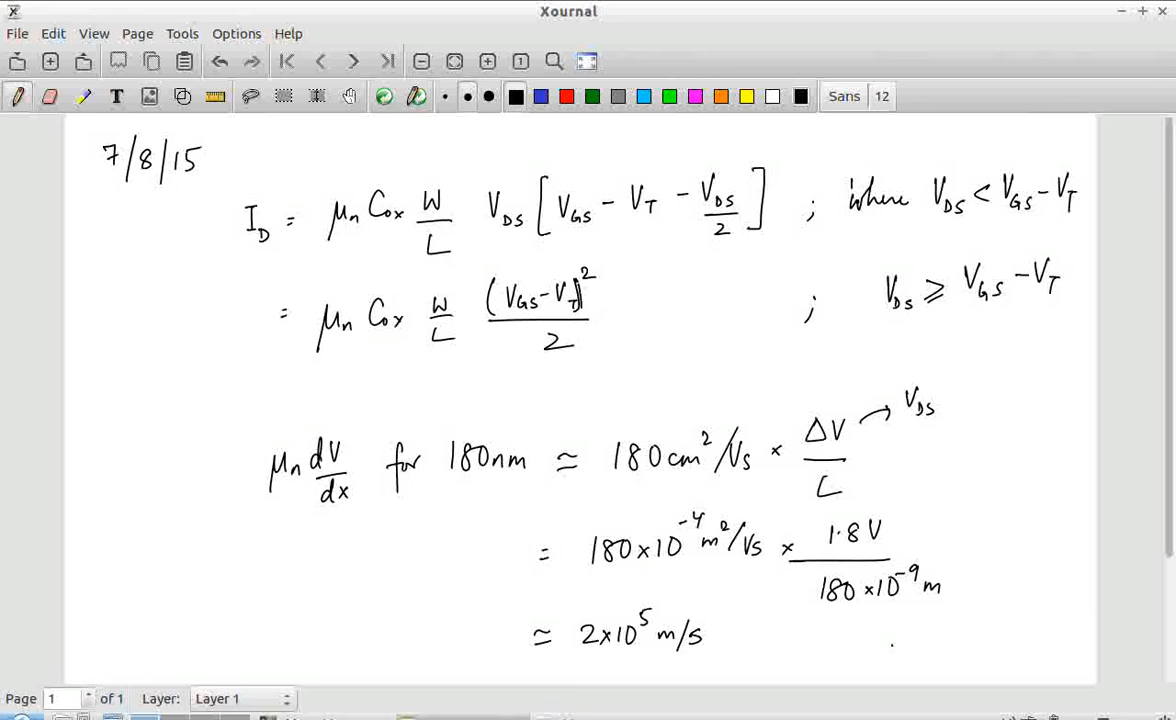 Xournal
File Edit View Page Tools Options Help
Sans 12
7/8/15
I_D = μn Cox W/L V_DS [V_GS - V_T - V_DS/2] ; where V_DS < V_GS - V_T
= μn Cox W/L (V_GS - V_T)²/2 ; V_DS ⩾ V_GS - V_T
μn dV/dx for 180nm ≃ 180cm²/Vs × ΔV/L → V_DS
= 180×10⁻⁴ m²/Vs × 1.8V/180×10⁻⁹m
≃ 2×10⁵ m/s
Page 1 of 1 Layer: Layer 1